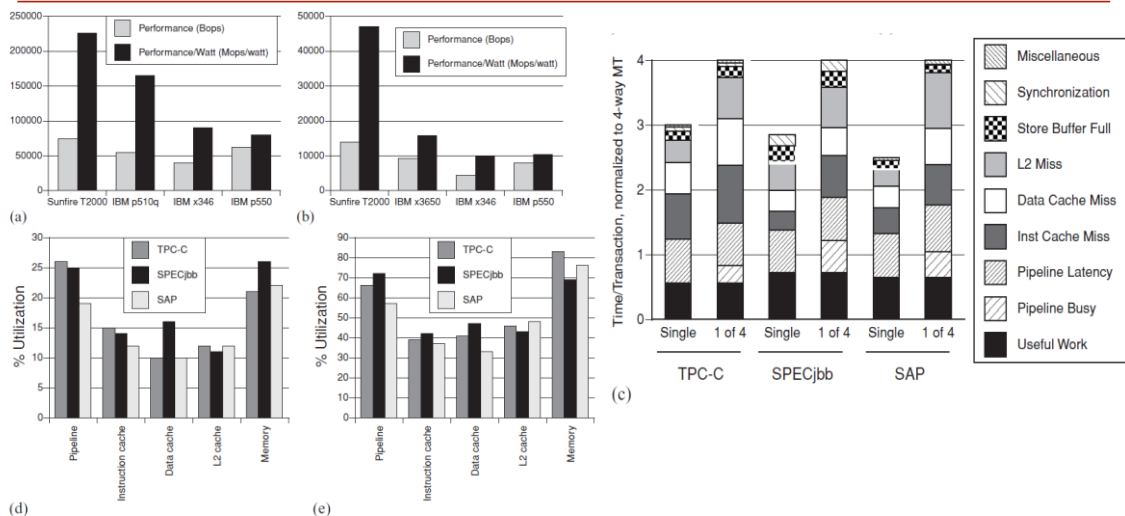 250000
200000
150000
100000
50000
0
Performance (Bops)
Performance/Watt (Mops/watt)
Sunfire T2000 IBM p510q IBM x346 IBM p550
(a)
50000
40000
30000
20000
10000
0
Performance (Bops)
Performance/Watt (Mops/watt)
Sunfire T2000 IBM x3650 IBM x346 IBM p550
(b)
Time/Transaction, normalized to 4-way MT
4
3
2
1
0
Single 1 of 4 Single 1 of 4 Single 1 of 4
TPC-C SPECjbb SAP
(c)
Miscellaneous
Synchronization
Store Buffer Full
L2 Miss
Data Cache Miss
Inst Cache Miss
Pipeline Latency
Pipeline Busy
Useful Work
% Utilization
30
25
20
15
10
5
0
TPC-C
SPECjbb
SAP
Pipeline
Instruction cache
Data cache
L2 cache
Memory
(d)
% Utilization
90
80
70
60
50
40
30
20
10
0
TPC-C
SPECjbb
SAP
Pipeline
Instruction cache
Data cache
L2 cache
Memory
(e)